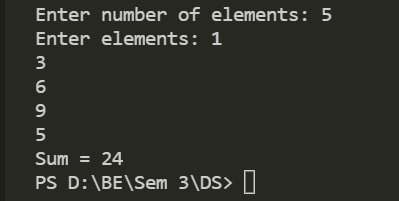 Enter number of elements: 5
Enter elements: 1
3
6
9
5
Sum = 24
PS D:\BE\Sem 3\DS>